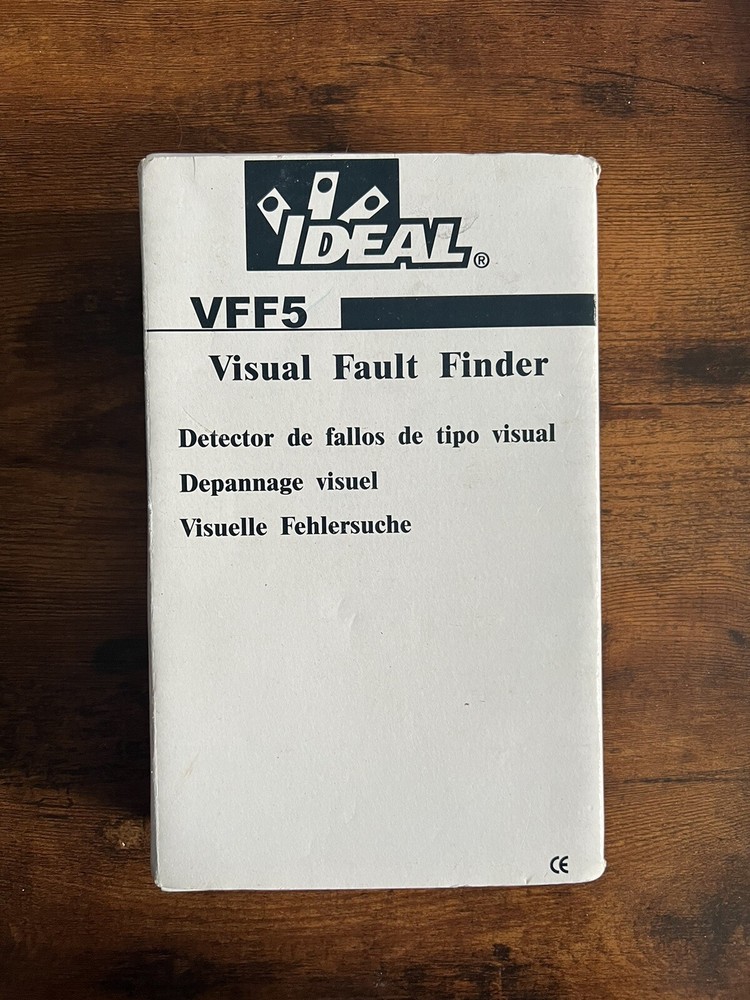 IDEAL®
VFF5
Visual Fault Finder
Detector de fallos de tipo visual
Depannage visuel
Visuelle Fehlersuche
CE